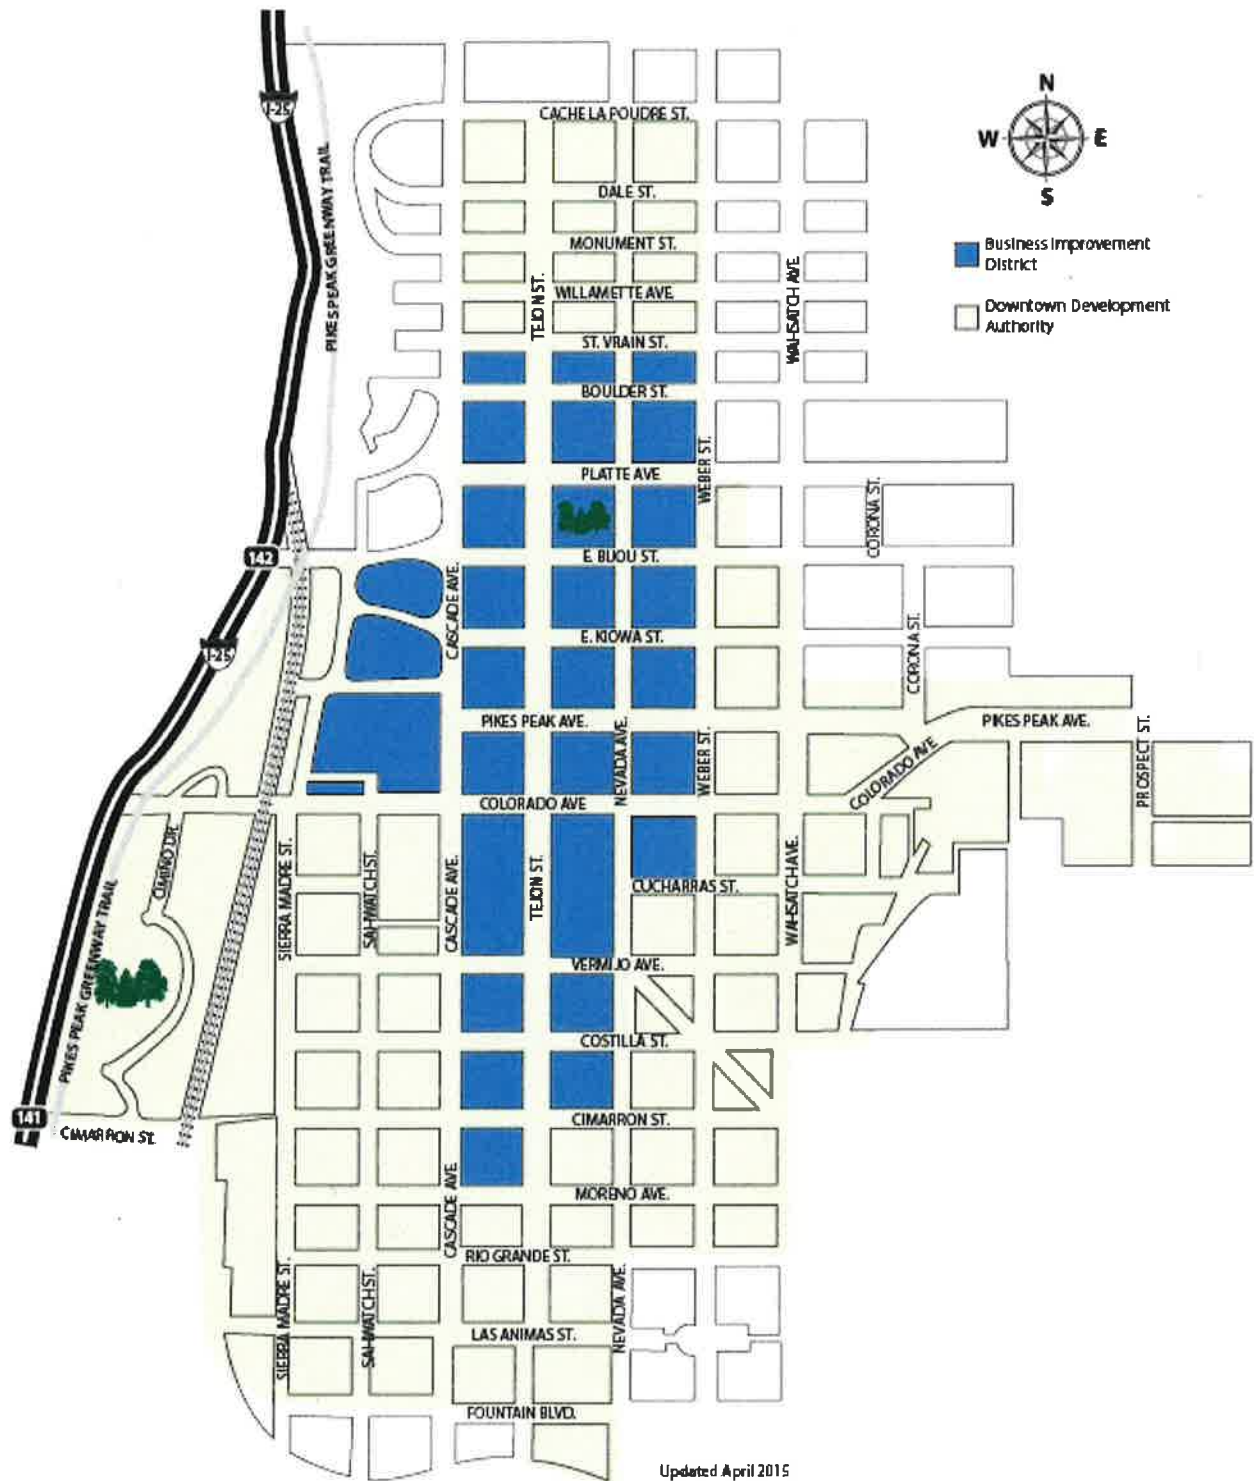 I-25
PIKES PEAK GREENWAY TRAIL
CACHE LA POUDRE ST.
N
W
E
S
DALE ST.
MONUMENT ST.
Business Improvement
District
WILLAMETTE AVE.
TEJON ST.
WAHSATCH AVE.
Downtown Development
Authority
ST. VRAIN ST.
BOULDER ST.
PLATTE AVE
WEBER ST.
CORONA ST.
142
E. BIJOU ST.
CASCADE AVE.
E. KIOWA ST.
I-25
CORONA ST.
PIKES PEAK AVE.
NEVADA AVE.
WEBER ST.
PIKES PEAK AVE.
PROSPECT ST.
COLORADO AVE
COLORADO AVE
CIMINO DR.
SIERRA MADRE ST.
SAHWATCH ST.
CASCADE AVE.
TEJON ST.
CUCHARRAS ST.
WAHSATCH AVE.
PIKES PEAK GREENWAY TRAIL
VERMIJO AVE.
COSTILLA ST.
141
CIMARRON ST.
CIMARRON ST.
CASCADE AVE.
MORENO AVE.
RIO GRANDE ST.
SIERRA MADRE ST.
SAHWATCH ST.
NEVADA AVE.
LAS ANIMAS ST.
FOUNTAIN BLVD.
Updated April 2015